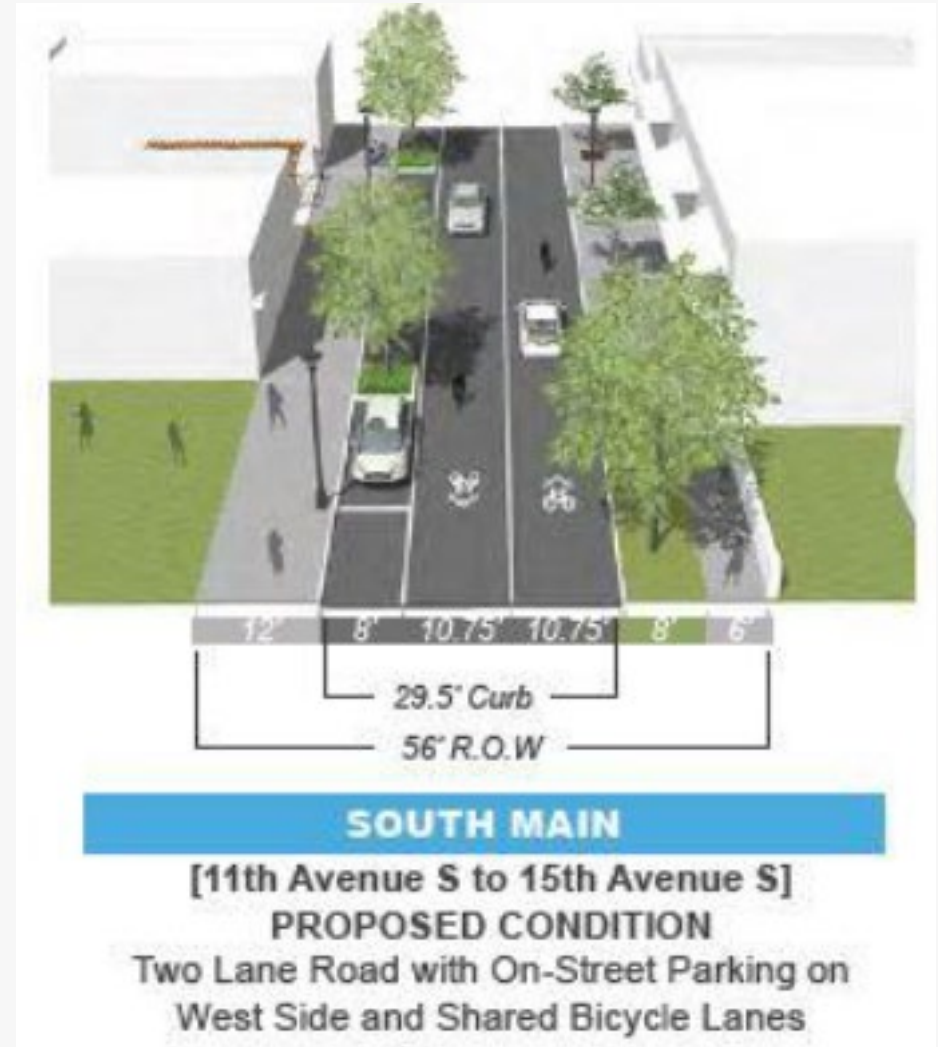 12' 8' 10.75' 10.75' 8' 6'
29.5' Curb
56' R.O.W
SOUTH MAIN
[11th Avenue S to 15th Avenue S]
PROPOSED CONDITION
Two Lane Road with On-Street Parking on
West Side and Shared Bicycle Lanes